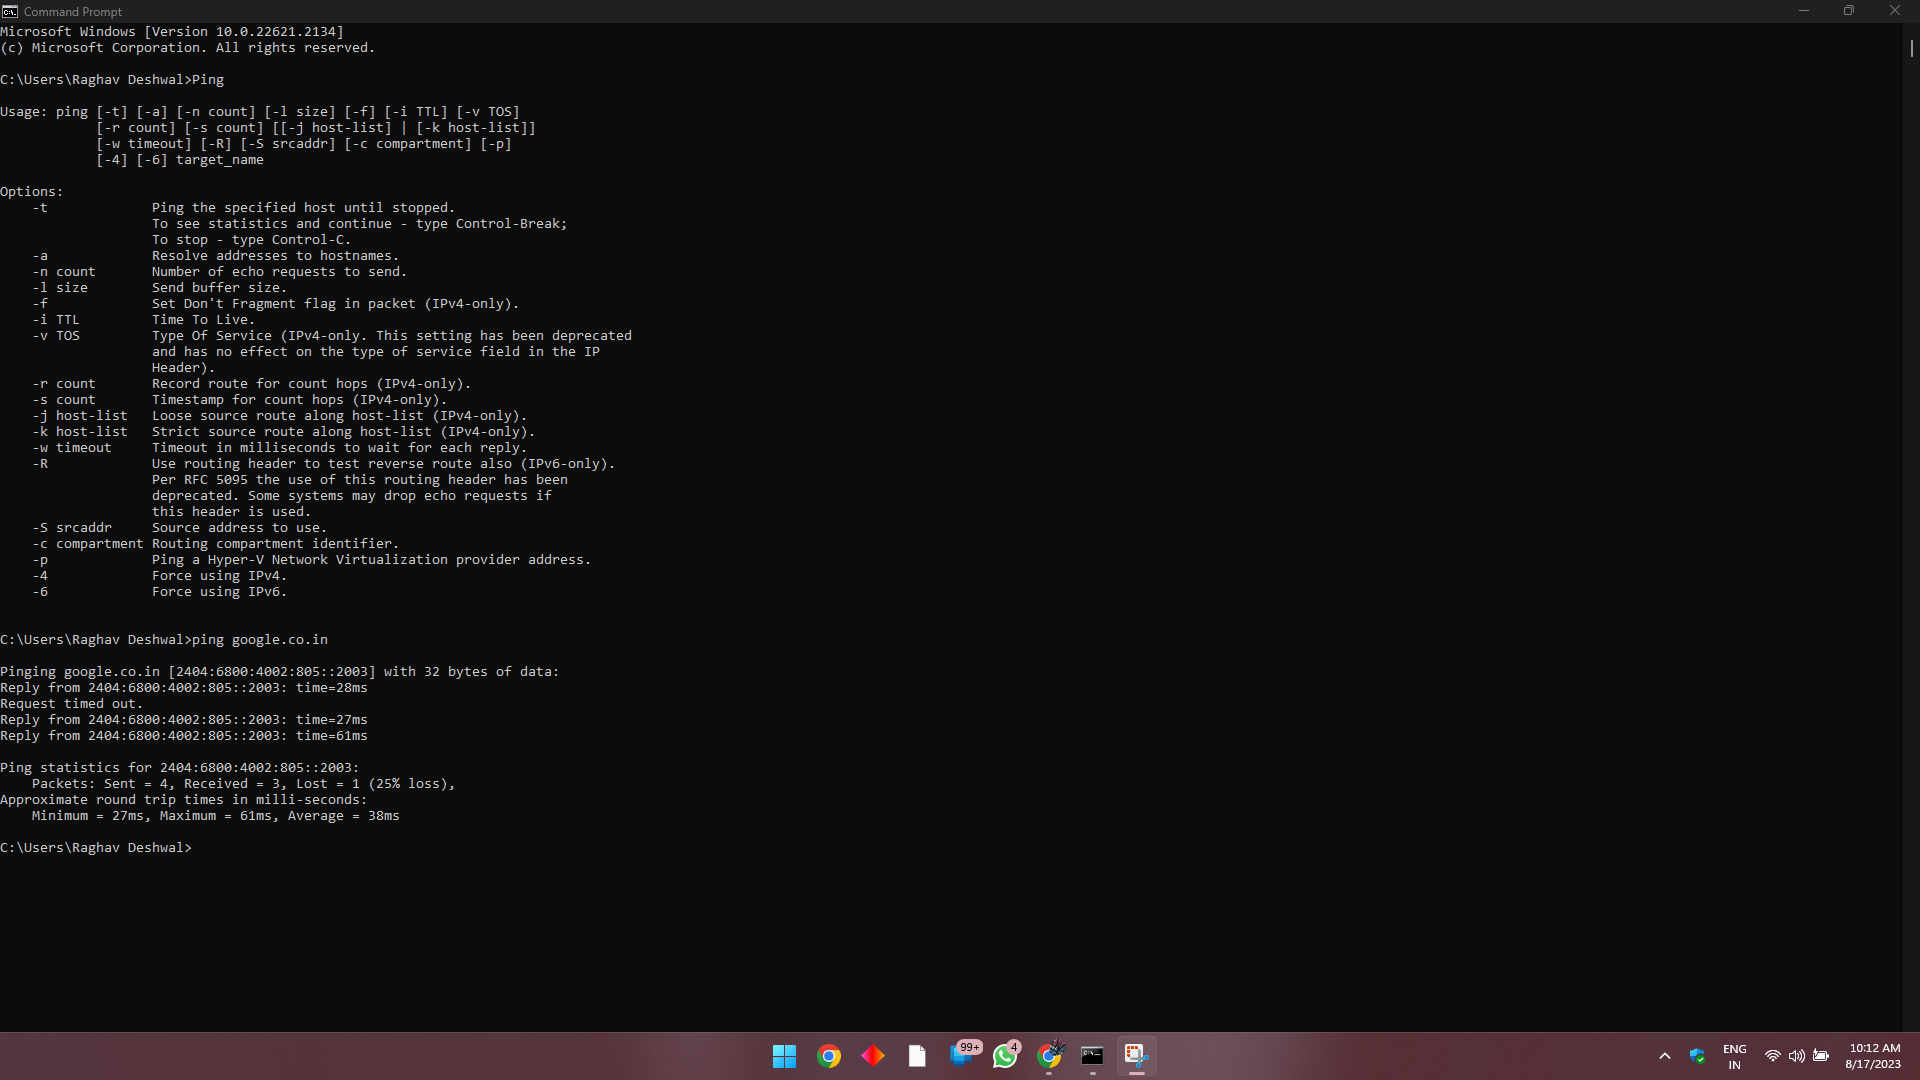 Command Prompt
Microsoft Windows [Version 10.0.22621.2134]
(c) Microsoft Corporation. All rights reserved.

C:\Users\Raghav Deshwal>Ping

Usage: ping [-t] [-a] [-n count] [-l size] [-f] [-i TTL] [-v TOS]
            [-r count] [-s count] [[-j host-list] | [-k host-list]]
            [-w timeout] [-R] [-S srcaddr] [-c compartment] [-p]
            [-4] [-6] target_name

Options:
    -t             Ping the specified host until stopped.
                   To see statistics and continue - type Control-Break;
                   To stop - type Control-C.
    -a             Resolve addresses to hostnames.
    -n count       Number of echo requests to send.
    -l size        Send buffer size.
    -f             Set Don't Fragment flag in packet (IPv4-only).
    -i TTL         Time To Live.
    -v TOS         Type Of Service (IPv4-only. This setting has been deprecated
                   and has no effect on the type of service field in the IP
                   Header).
    -r count       Record route for count hops (IPv4-only).
    -s count       Timestamp for count hops (IPv4-only).
    -j host-list   Loose source route along host-list (IPv4-only).
    -k host-list   Strict source route along host-list (IPv4-only).
    -w timeout     Timeout in milliseconds to wait for each reply.
    -R             Use routing header to test reverse route also (IPv6-only).
                   Per RFC 5095 the use of this routing header has been
                   deprecated. Some systems may drop echo requests if
                   this header is used.
    -S srcaddr     Source address to use.
    -c compartment Routing compartment identifier.
    -p             Ping a Hyper-V Network Virtualization provider address.
    -4             Force using IPv4.
    -6             Force using IPv6.

C:\Users\Raghav Deshwal>ping google.co.in

Pinging google.co.in [2404:6800:4002:805::2003] with 32 bytes of data:
Reply from 2404:6800:4002:805::2003: time=28ms
Request timed out.
Reply from 2404:6800:4002:805::2003: time=27ms
Reply from 2404:6800:4002:805::2003: time=61ms

Ping statistics for 2404:6800:4002:805::2003:
    Packets: Sent = 4, Received = 3, Lost = 1 (25% loss),
Approximate round trip times in milli-seconds:
    Minimum = 27ms, Maximum = 61ms, Average = 38ms

C:\Users\Raghav Deshwal>
99+
4
ENG
IN
10:12 AM
8/17/2023